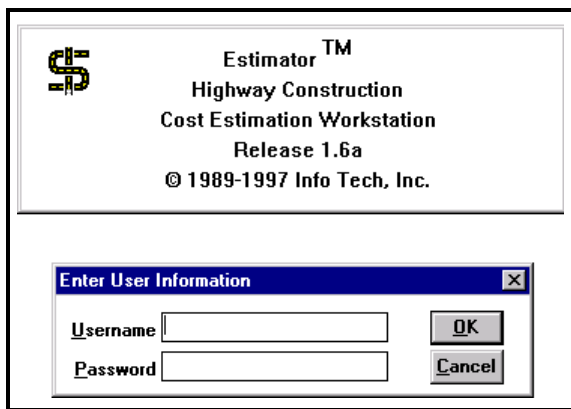 Estimator TM
Highway Construction
Cost Estimation Workstation
Release 1.6a
© 1989-1997 Info Tech, Inc.
Enter User Information
Username
OK
Password
Cancel